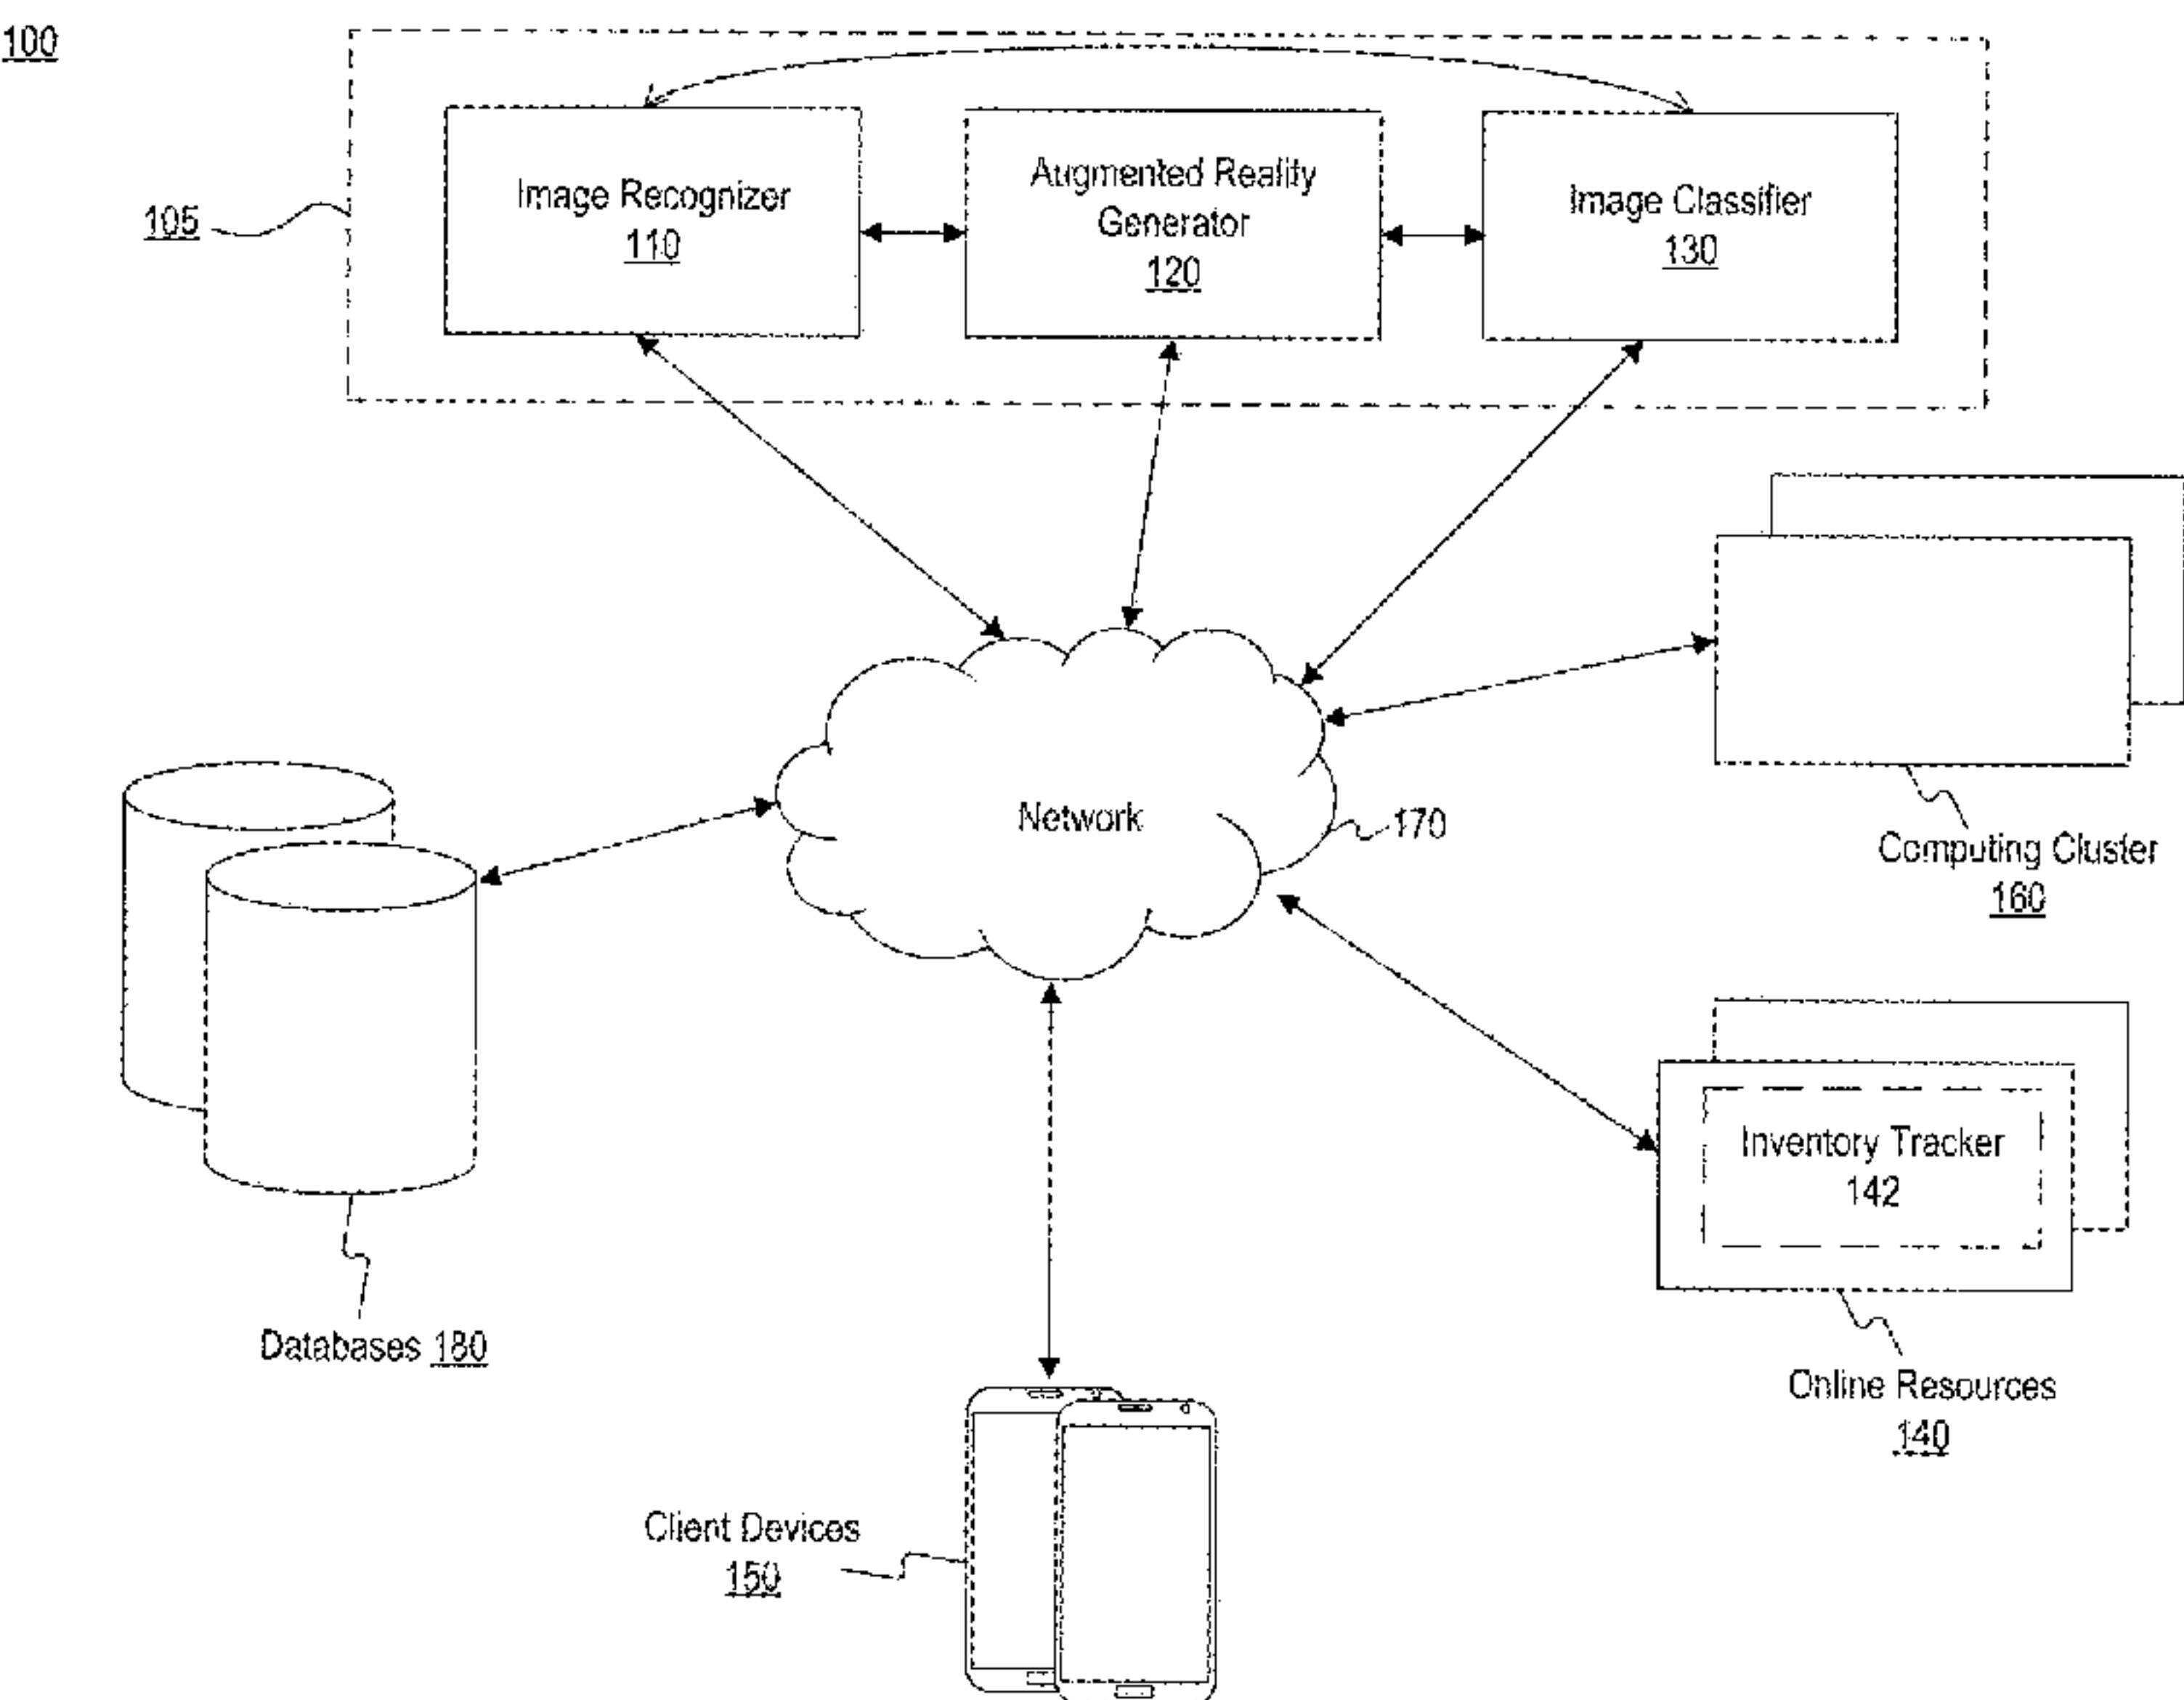 100
Image Recognizer
110
Augmented Reality
Generator
120
Image Classifier
130
105
Network
170
Computing Cluster
160
Inventory Tracker
142
Databases 180
Online Resources
140
Client Devices
150